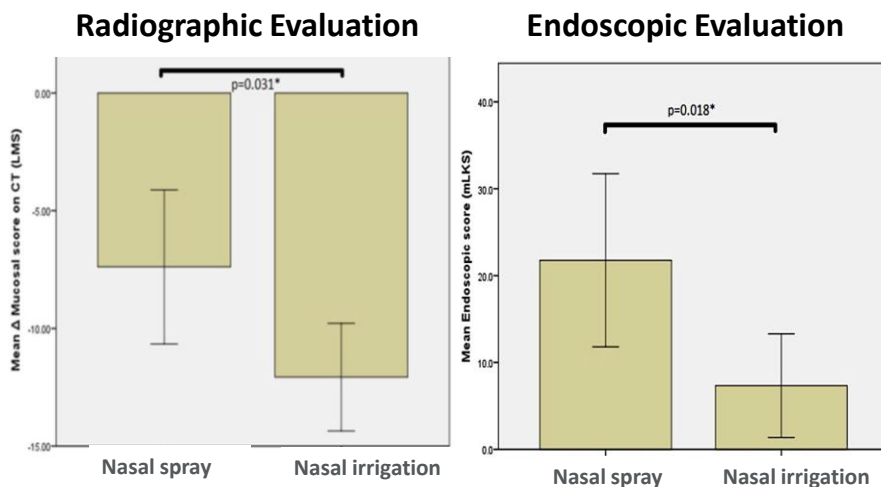 Radiographic Evaluation
Mean Δ Mucosal score on CT (LMS)
0.00
-5.00
-10.00
-15.00
p=0.031*
Nasal spray
Nasal irrigation
Endoscopic Evaluation
Mean Endoscopic score (mLKS)
40.0
30.0
20.0
10.0
0.0
p=0.018*
Nasal spray
Nasal irrigation